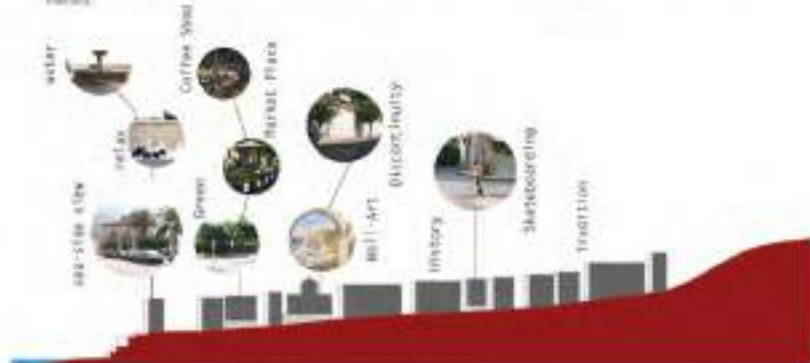 water
relax
sea-side view
Coffee Shop
Market Place
Green
Discontinuity
Wall-Art
History
Skateboarding
Tradition